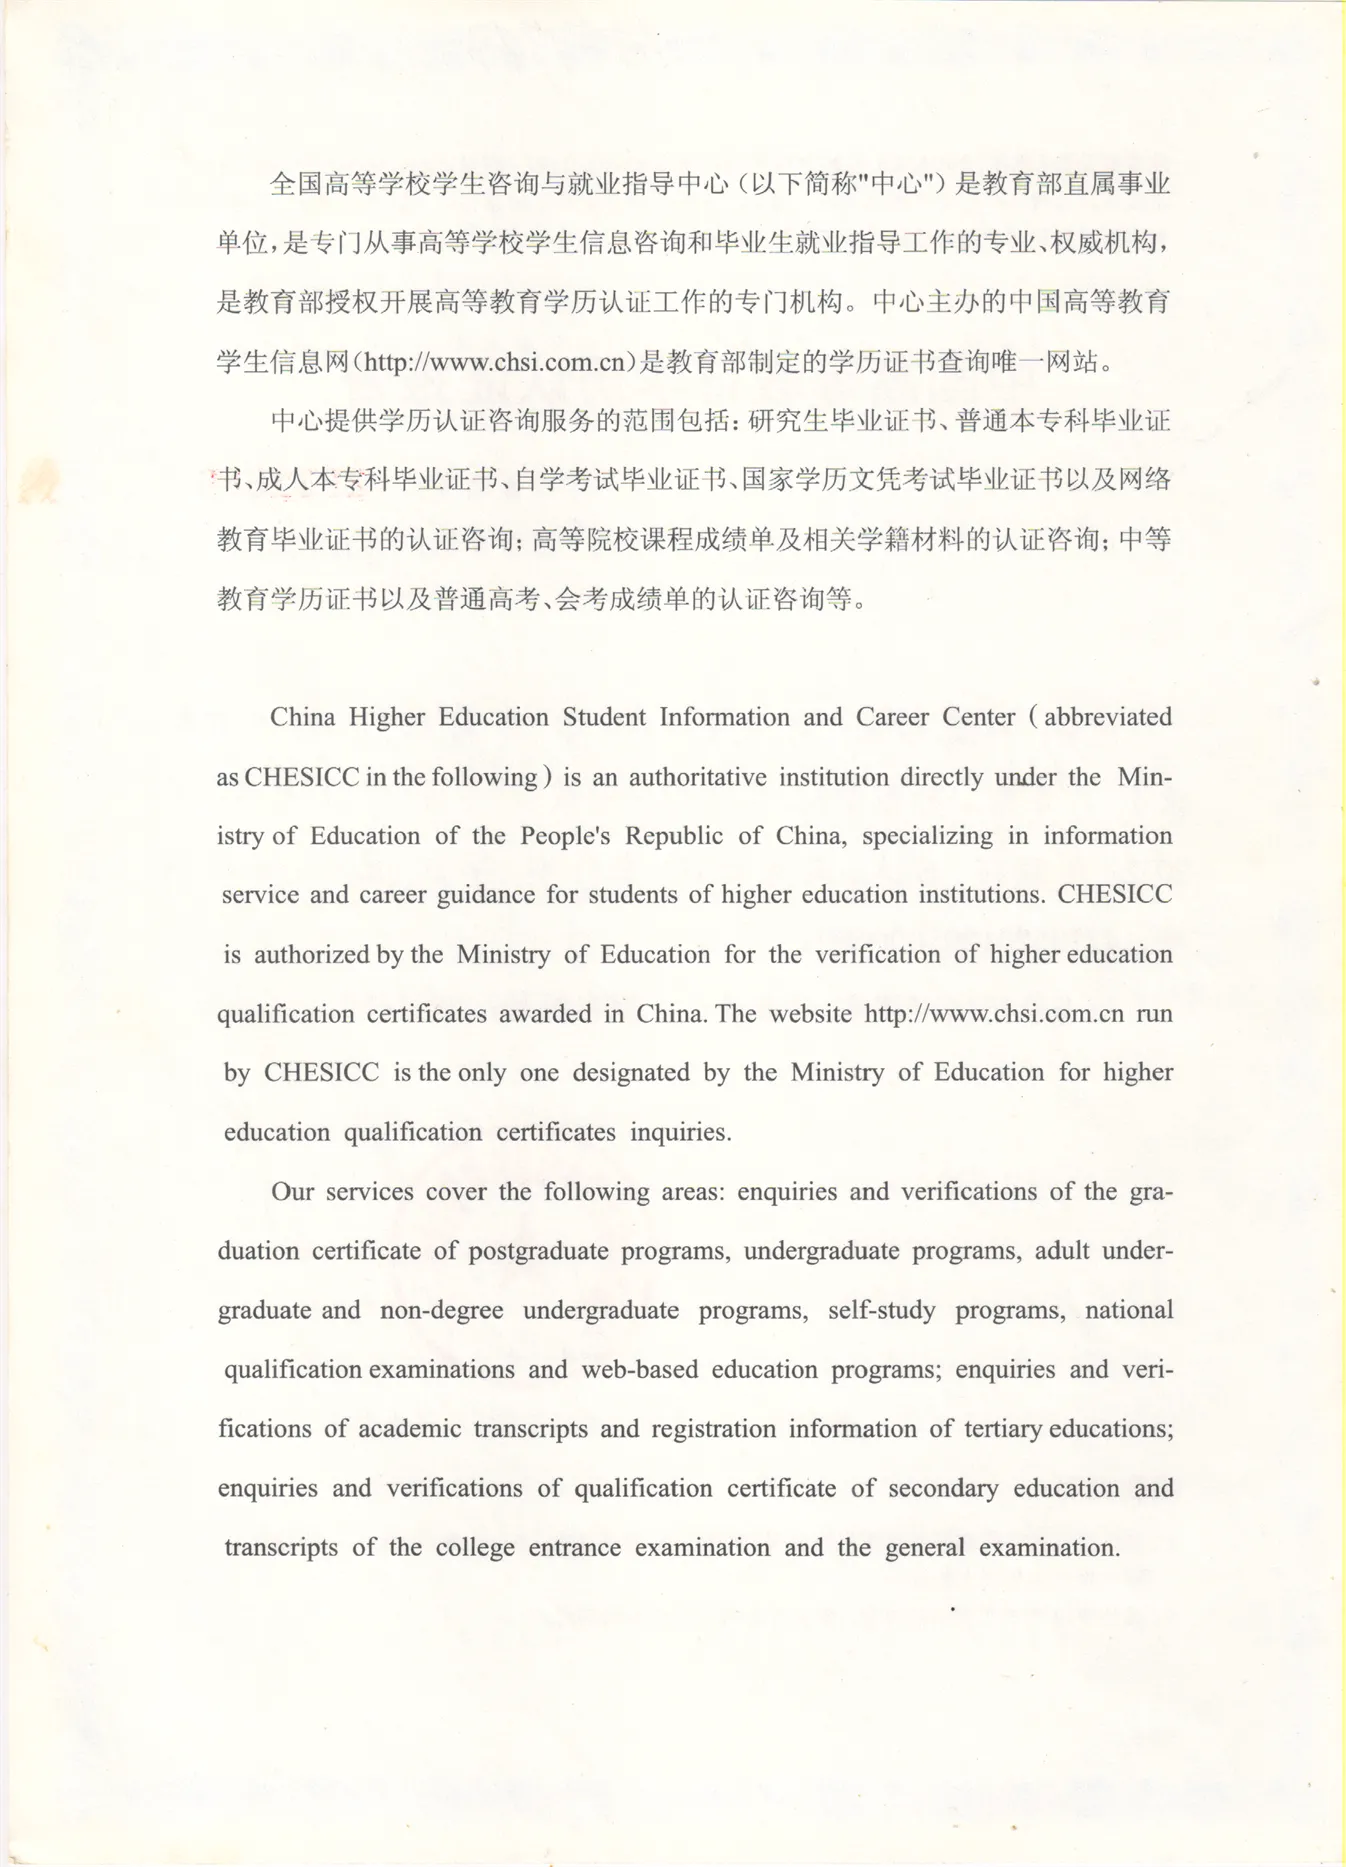 全国高等学校学生咨询与就业指导中心（以下简称"中心"）是教育部直属事业
单位，是专门从事高等学校学生信息咨询和毕业生就业指导工作的专业、权威机构，
是教育部授权开展高等教育学历认证工作的专门机构。中心主办的中国高等教育
学生信息网（http://www.chsi.com.cn）是教育部制定的学历证书查询唯一网站。
中心提供学历认证咨询服务的范围包括：研究生毕业证书、普通本专科毕业证
书、成人本专科毕业证书、自学考试毕业证书、国家学历文凭考试毕业证书以及网络
教育毕业证书的认证咨询；高等院校课程成绩单及相关学籍材料的认证咨询；中等
教育学历证书以及普通高考、会考成绩单的认证咨询等。
China Higher Education Student Information and Career Center ( abbreviated
as CHESICC in the following ) is an authoritative institution directly under the Min-
istry of Education of the People's Republic of China, specializing in information
service and career guidance for students of higher education institutions. CHESICC
is authorized by the Ministry of Education for the verification of higher education
qualification certificates awarded in China. The website http://www.chsi.com.cn run
by CHESICC is the only one designated by the Ministry of Education for higher
education qualification certificates inquiries.
Our services cover the following areas: enquiries and verifications of the gra-
duation certificate of postgraduate programs, undergraduate programs, adult under-
graduate and non-degree undergraduate programs, self-study programs, national
qualification examinations and web-based education programs; enquiries and veri-
fications of academic transcripts and registration information of tertiary educations;
enquiries and verifications of qualification certificate of secondary education and
transcripts of the college entrance examination and the general examination.